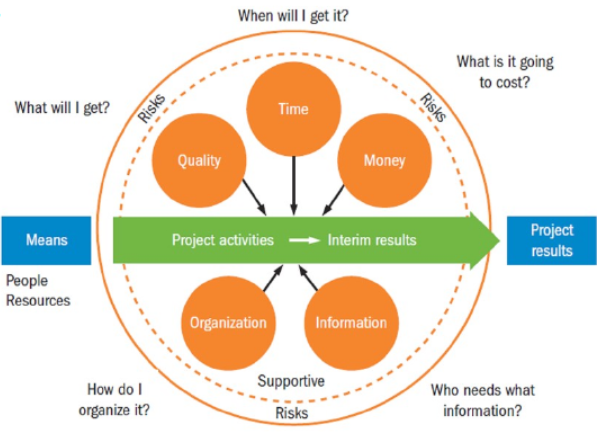 When will I get it?
What is it going
to cost?
What will I get?
Risks
Risks
Time
Quality
Money
Means
Project activities
Interim results
Project
results
People
Resources
Organization
Information
Supportive
Risks
How do I
organize it?
Who needs what
information?